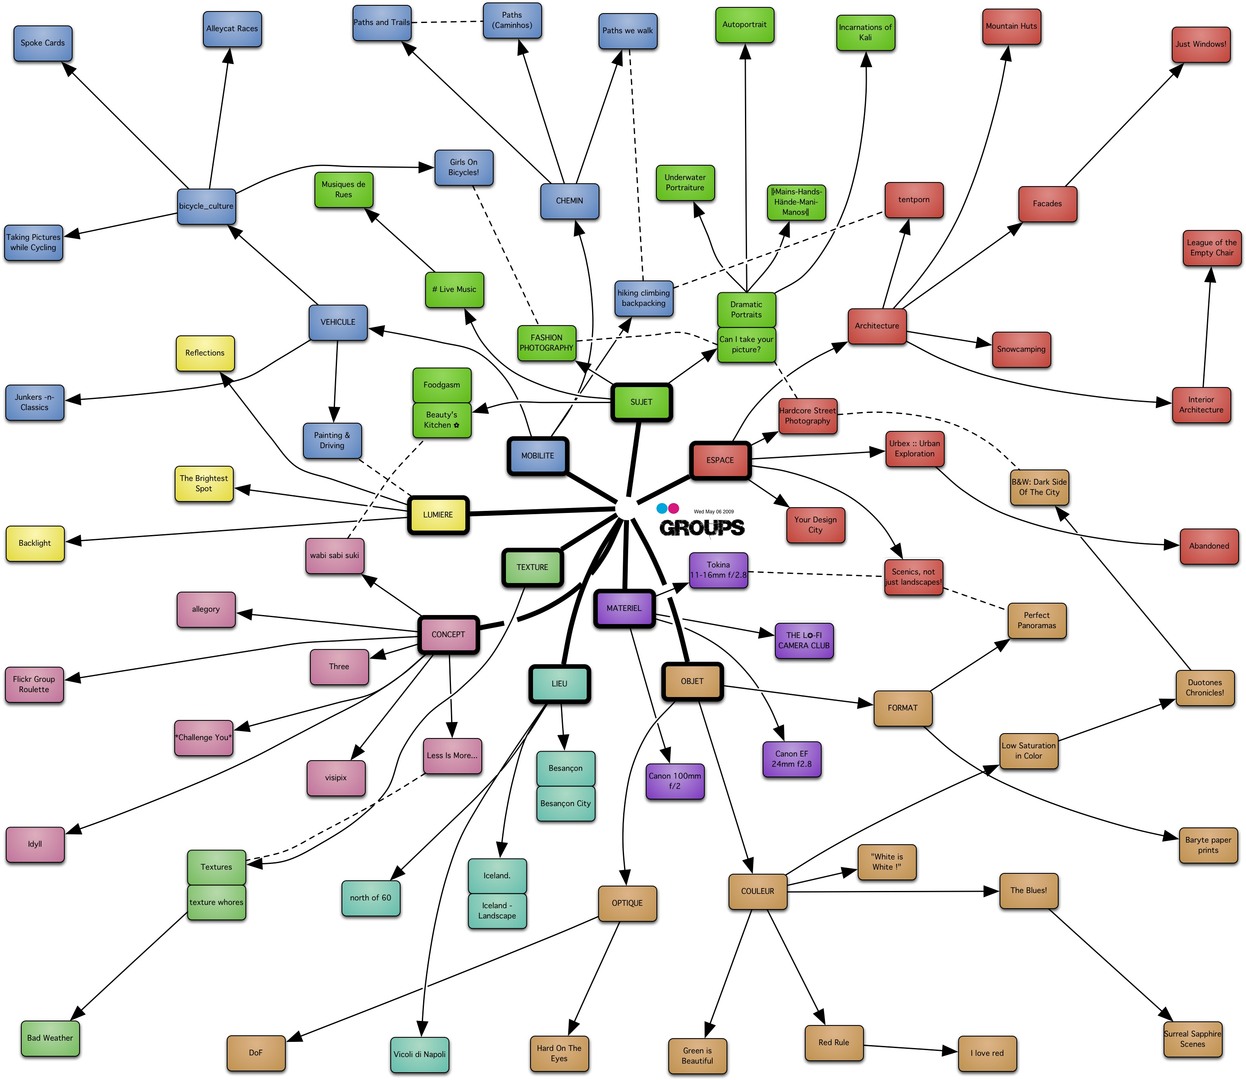 Spoke Cards
Alleycat Races
Paths and Trails
Paths
(Caminhos)
Paths we walk
Autoportrait
Incarnations of
Kali
Mountain Huts
Just Windows!
Girls On
Bicycles!
Musiques de
Rues
bicycle_culture
CHEMIN
Underwater
Portraiture
|Mains-Hands-
Hände-Mani-
Manos|
tentporn
Facades
Taking Pictures
while Cycling
League of the
Empty Chair
# Live Music
hiking climbing
backpacking
Dramatic
Portraits
Can I take your
picture?
VEHICULE
FASHION
PHOTOGRAPHY
Architecture
Snowcamping
Reflections
Junkers -n-
Classics
Foodgasm
Beauty's
Kitchen ✿
SUJET
Hardcore Street
Photography
Interior
Architecture
Painting &
Driving
MOBILITE
ESPACE
Urbex :: Urban
Exploration
The Brightest
Spot
B&W: Dark Side
Of The City
LUMIERE
Wed May 06 2009
GROUPS
Your Design
City
Backlight
Abandoned
wabi sabi suki
TEXTURE
Tokina
11-16mm f/2.8
Scenics, not
just landscapes!
allegory
MATERIEL
Perfect
Panoramas
CONCEPT
THE L✪-FI
CAMERA CLUB
Three
Flickr Group
Roulette
LIEU
OBJET
Duotones
Chronicles!
FORMAT
*Challenge You*
Less Is More...
Low Saturation
in Color
visipix
Besançon
Besançon City
Canon 100mm
f/2
Canon EF
24mm f2.8
Idyll
Baryte paper
prints
Textures
texture whores
"White is
White !"
north of 60
Iceland.
Iceland -
Landscape
OPTIQUE
COULEUR
The Blues!
Bad Weather
DoF
Vicoli di Napoli
Hard On The
Eyes
Green is
Beautiful
Red Rule
I love red
Surreal Sapphire
Scenes